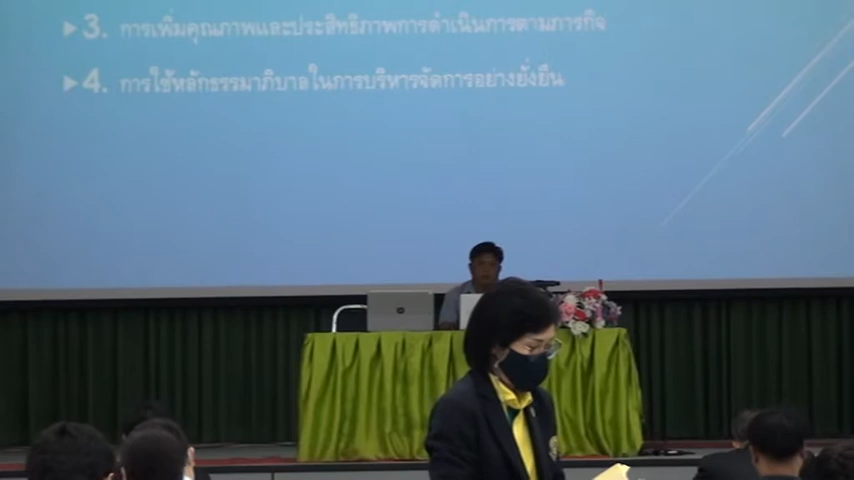 3. การเพิ่มคุณภาพและประสิทธิภาพการดำเนินการตามภารกิจ
4. การใช้หลักธรรมาภิบาลในการบริหารจัดการอย่างยั่งยืน